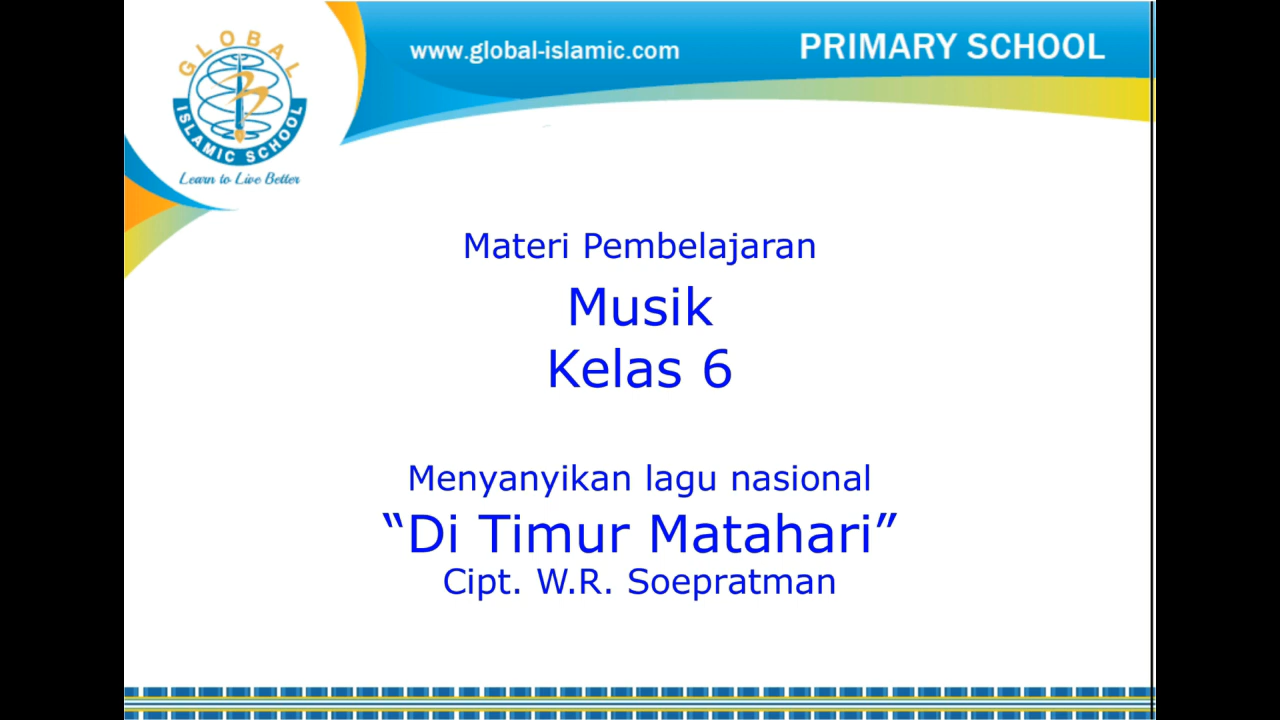 GLOBAL
ISLAMIC SCHOOL
Learn to Live Better
www.global-islamic.com
PRIMARY SCHOOL
Materi Pembelajaran
Musik
Kelas 6
Menyanyikan lagu nasional
“Di Timur Matahari”
Cipt. W.R. Soepratman